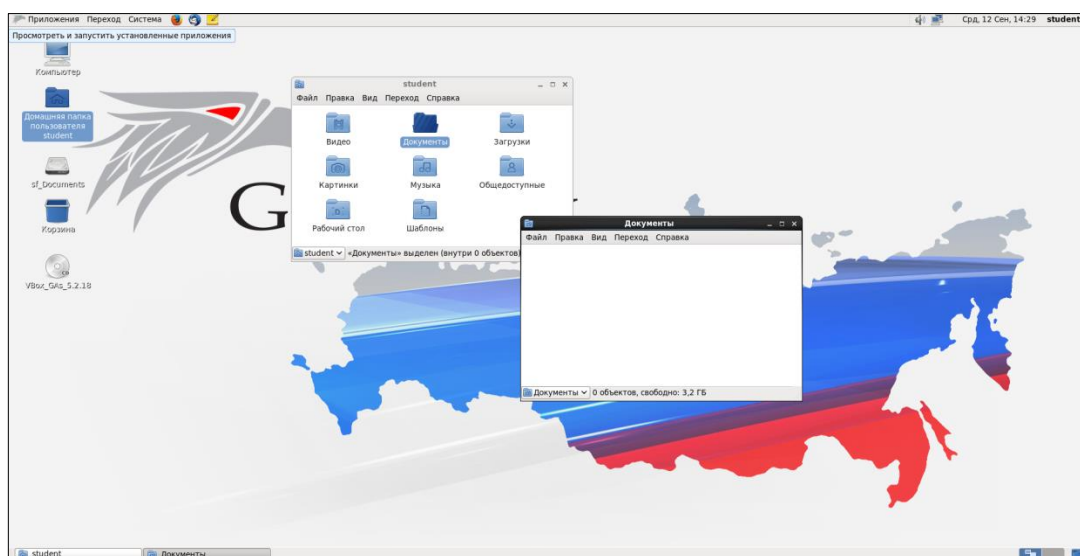 Приложения Переход Система
Срд, 12 Сен, 14:29 student
Просмотреть и запустить установленные приложения
Компьютер
Домашняя папка
пользователя
student
sf_Documents
Корзина
VBox_GAs_5.2.18
student
Файл Правка Вид Переход Справка
Видео
Документы
Загрузки
Картинки
Музыка
Общедоступные
Рабочий стол
Шаблоны
student «Документы» выделен (внутри 0 объектов)
G
Документы
Файл Правка Вид Переход Справка
Документы 0 объектов, свободно: 3,2 ГБ
student
Документы